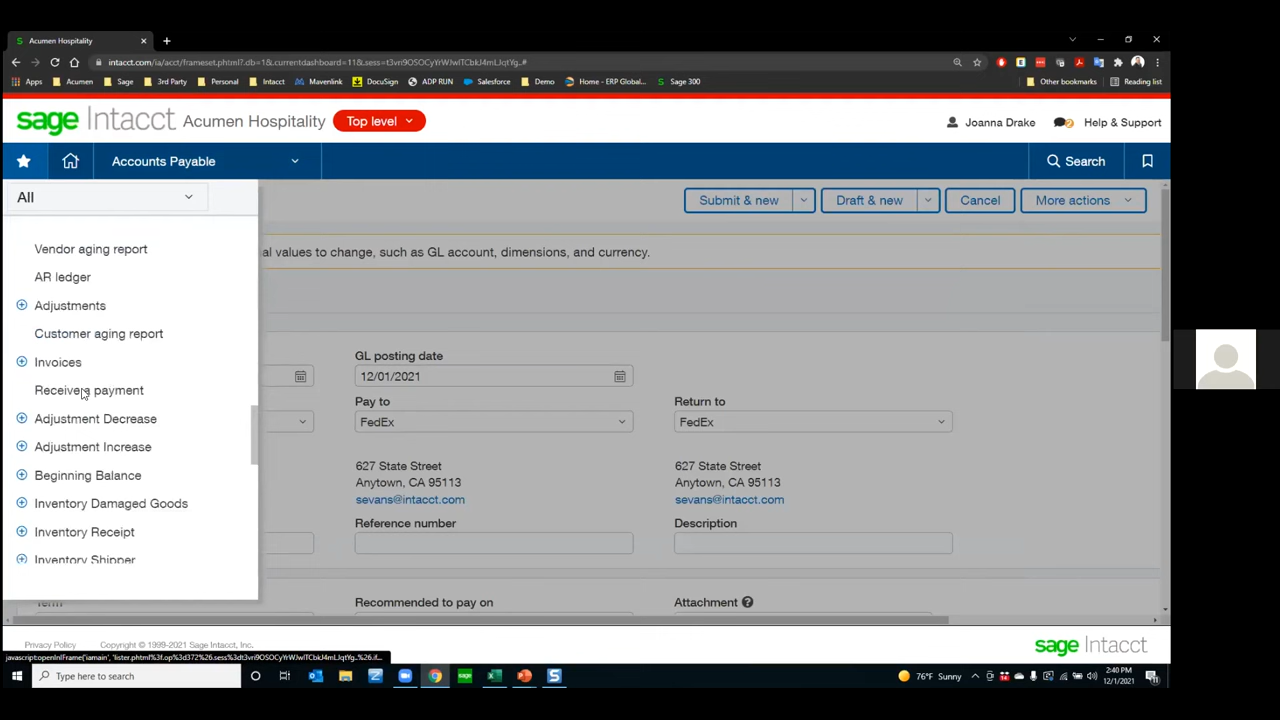 Acumen Hospitality
intacct.com/ia/acct/frameset.phtml?.db=1&currentdashboard=11&.sess=t3vri9OSOCyYrWJwlTCbkJ4mLJqtYg..#
Apps Acumen Sage 3rd Party Personal Intacct Mavenlink DocuSign ADP RUN Salesforce Demo Home - ERP Global... Sage 300 Other bookmarks Reading list
sage Intacct Acumen Hospitality Top level Joanna Drake Help & Support
Accounts Payable Search
All Submit & new Draft & new Cancel More actions
Vendor aging report
al values to change, such as GL account, dimensions, and currency.
AR ledger
Adjustments
Customer aging report
Invoices
Receive payment
Adjustment Decrease
Adjustment Increase
Beginning Balance
Inventory Damaged Goods
Inventory Receipt
Inventory Shipper
GL posting date
12/01/2021
Pay to Return to
FedEx FedEx
627 State Street 627 State Street
Anytown, CA 95113 Anytown, CA 95113
sevans@intacct.com sevans@intacct.com
Reference number Description
Term Recommended to pay on Attachment ?
Privacy Policy Copyright © 1999-2021 Sage Intacct, Inc. sage Intacct
Type here to search 76°F Sunny 2:40 PM
12/1/2021